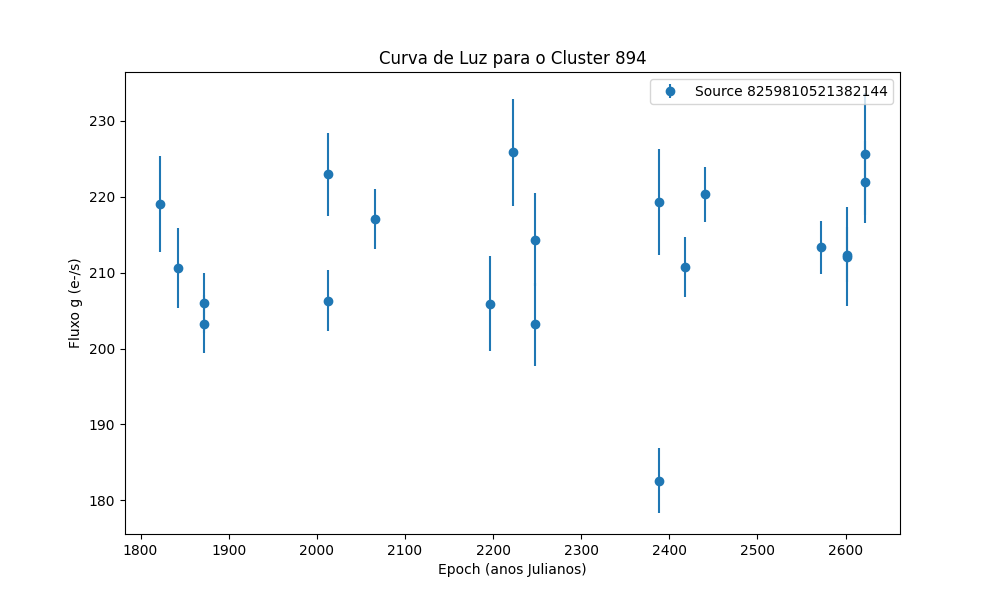 Curva de Luz para o Cluster 894
Source 8259810521382144
Fluxo g (e-/s)
230
220
210
200
190
180
1800 1900 2000 2100 2200 2300 2400 2500 2600
Epoch (anos Julianos)